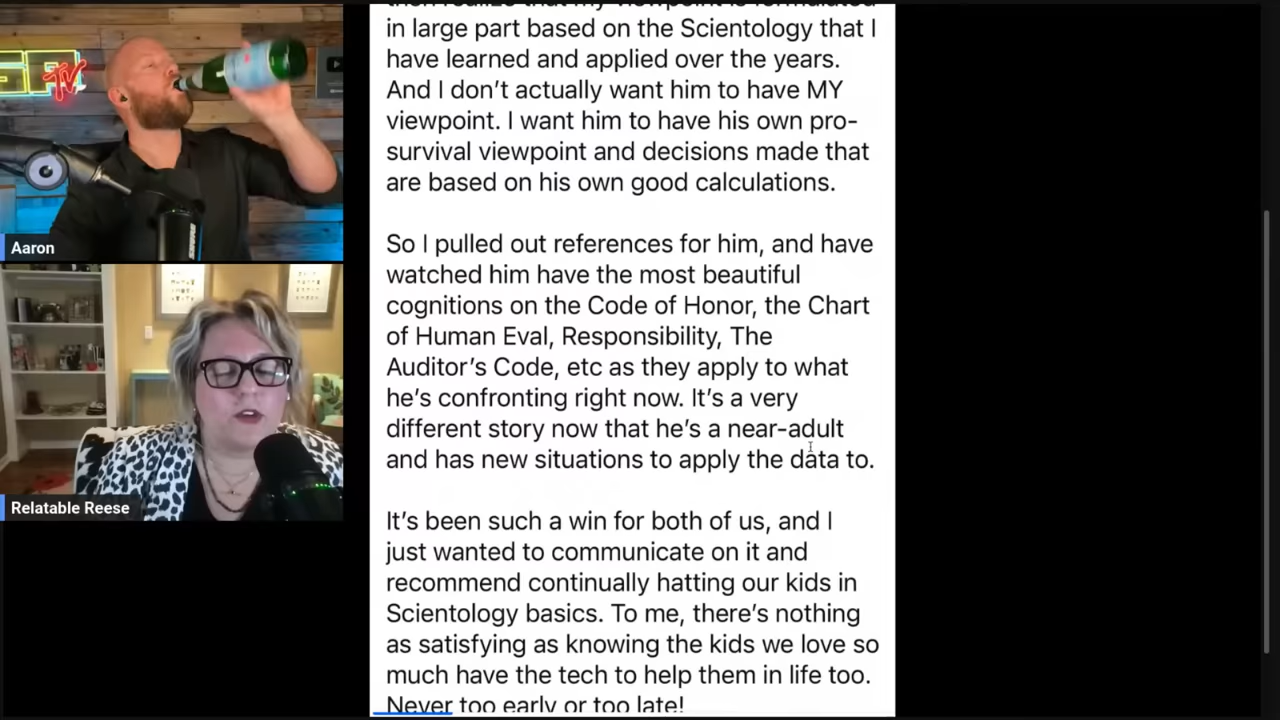 TV
Aaron
Relatable Reese
then realize that my viewpoint is formulated
in large part based on the Scientology that I
have learned and applied over the years.
And I don’t actually want him to have MY
viewpoint. I want him to have his own pro-
survival viewpoint and decisions made that
are based on his own good calculations.
So I pulled out references for him, and have
watched him have the most beautiful
cognitions on the Code of Honor, the Chart
of Human Eval, Responsibility, The
Auditor’s Code, etc as they apply to what
he’s confronting right now. It’s a very
different story now that he’s a near-adult
and has new situations to apply the data to.
It’s been such a win for both of us, and I
just wanted to communicate on it and
recommend continually hatting our kids in
Scientology basics. To me, there’s nothing
as satisfying as knowing the kids we love so
much have the tech to help them in life too.
Never too early or too late!